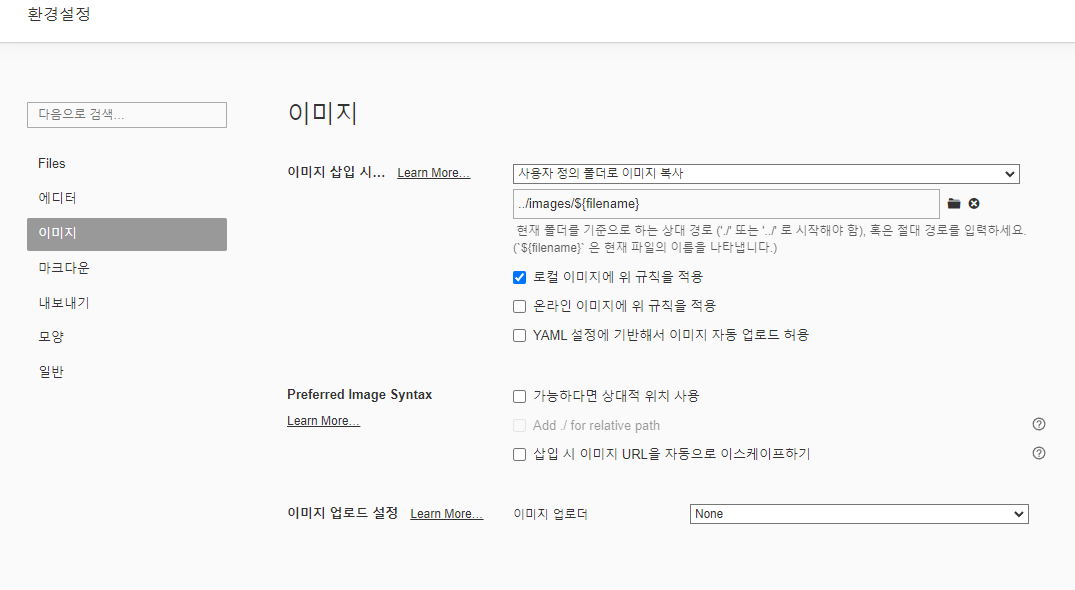 환경설정
다음으로 검색...
Files
에디터
이미지
마크다운
내보내기
모양
일반
이미지
이미지 삽입 시... Learn More... 사용자 정의 폴더로 이미지 복사
../images/${filename}
현재 폴더를 기준으로 하는 상대 경로 ('./' 또는 '../' 로 시작해야 함), 혹은 절대 경로를 입력하세요.
(`${filename}` 은 현재 파일의 이름을 나타냅니다.)
로컬 이미지에 위 규칙을 적용
온라인 이미지에 위 규칙을 적용
YAML 설정에 기반해서 이미지 자동 업로드 허용
Preferred Image Syntax 가능하다면 상대적 위치 사용
Learn More... Add ./ for relative path
삽입 시 이미지 URL을 자동으로 이스케이프하기
이미지 업로드 설정 Learn More... 이미지 업로더 None